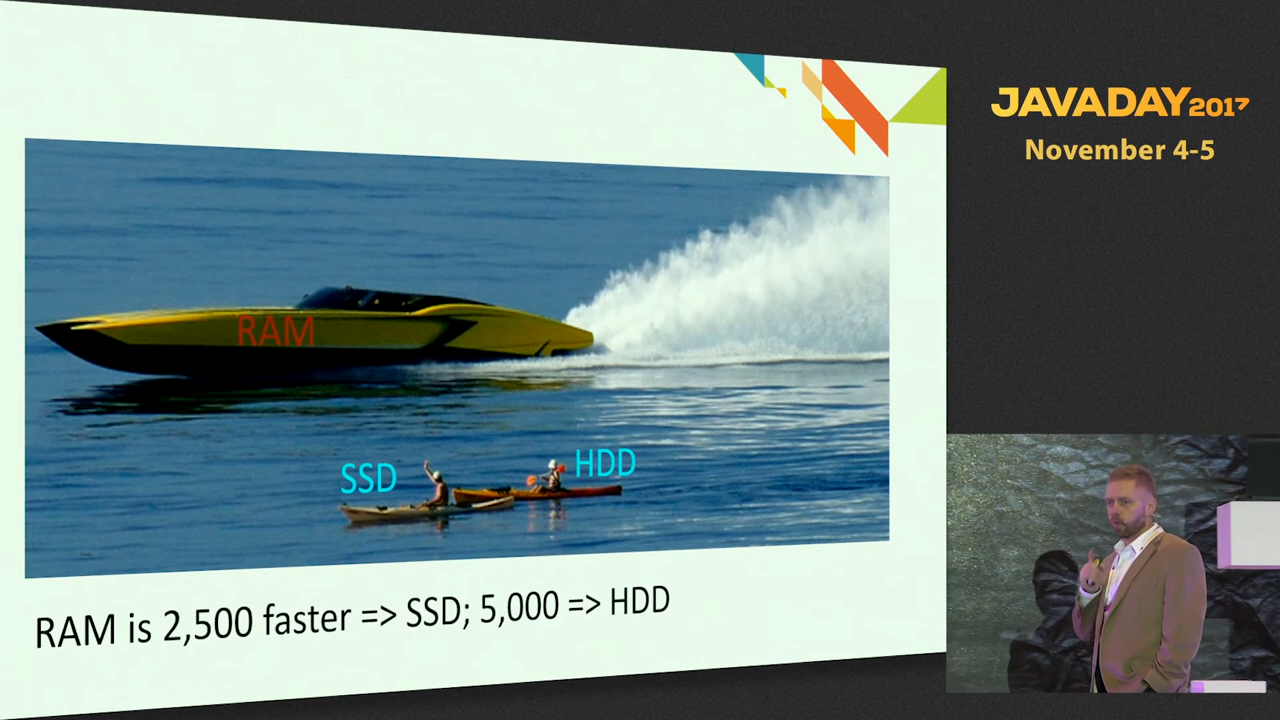 JAVADAY2017
November 4-5
RAM
SSD
HDD
RAM is 2,500 faster => SSD; 5,000 => HDD